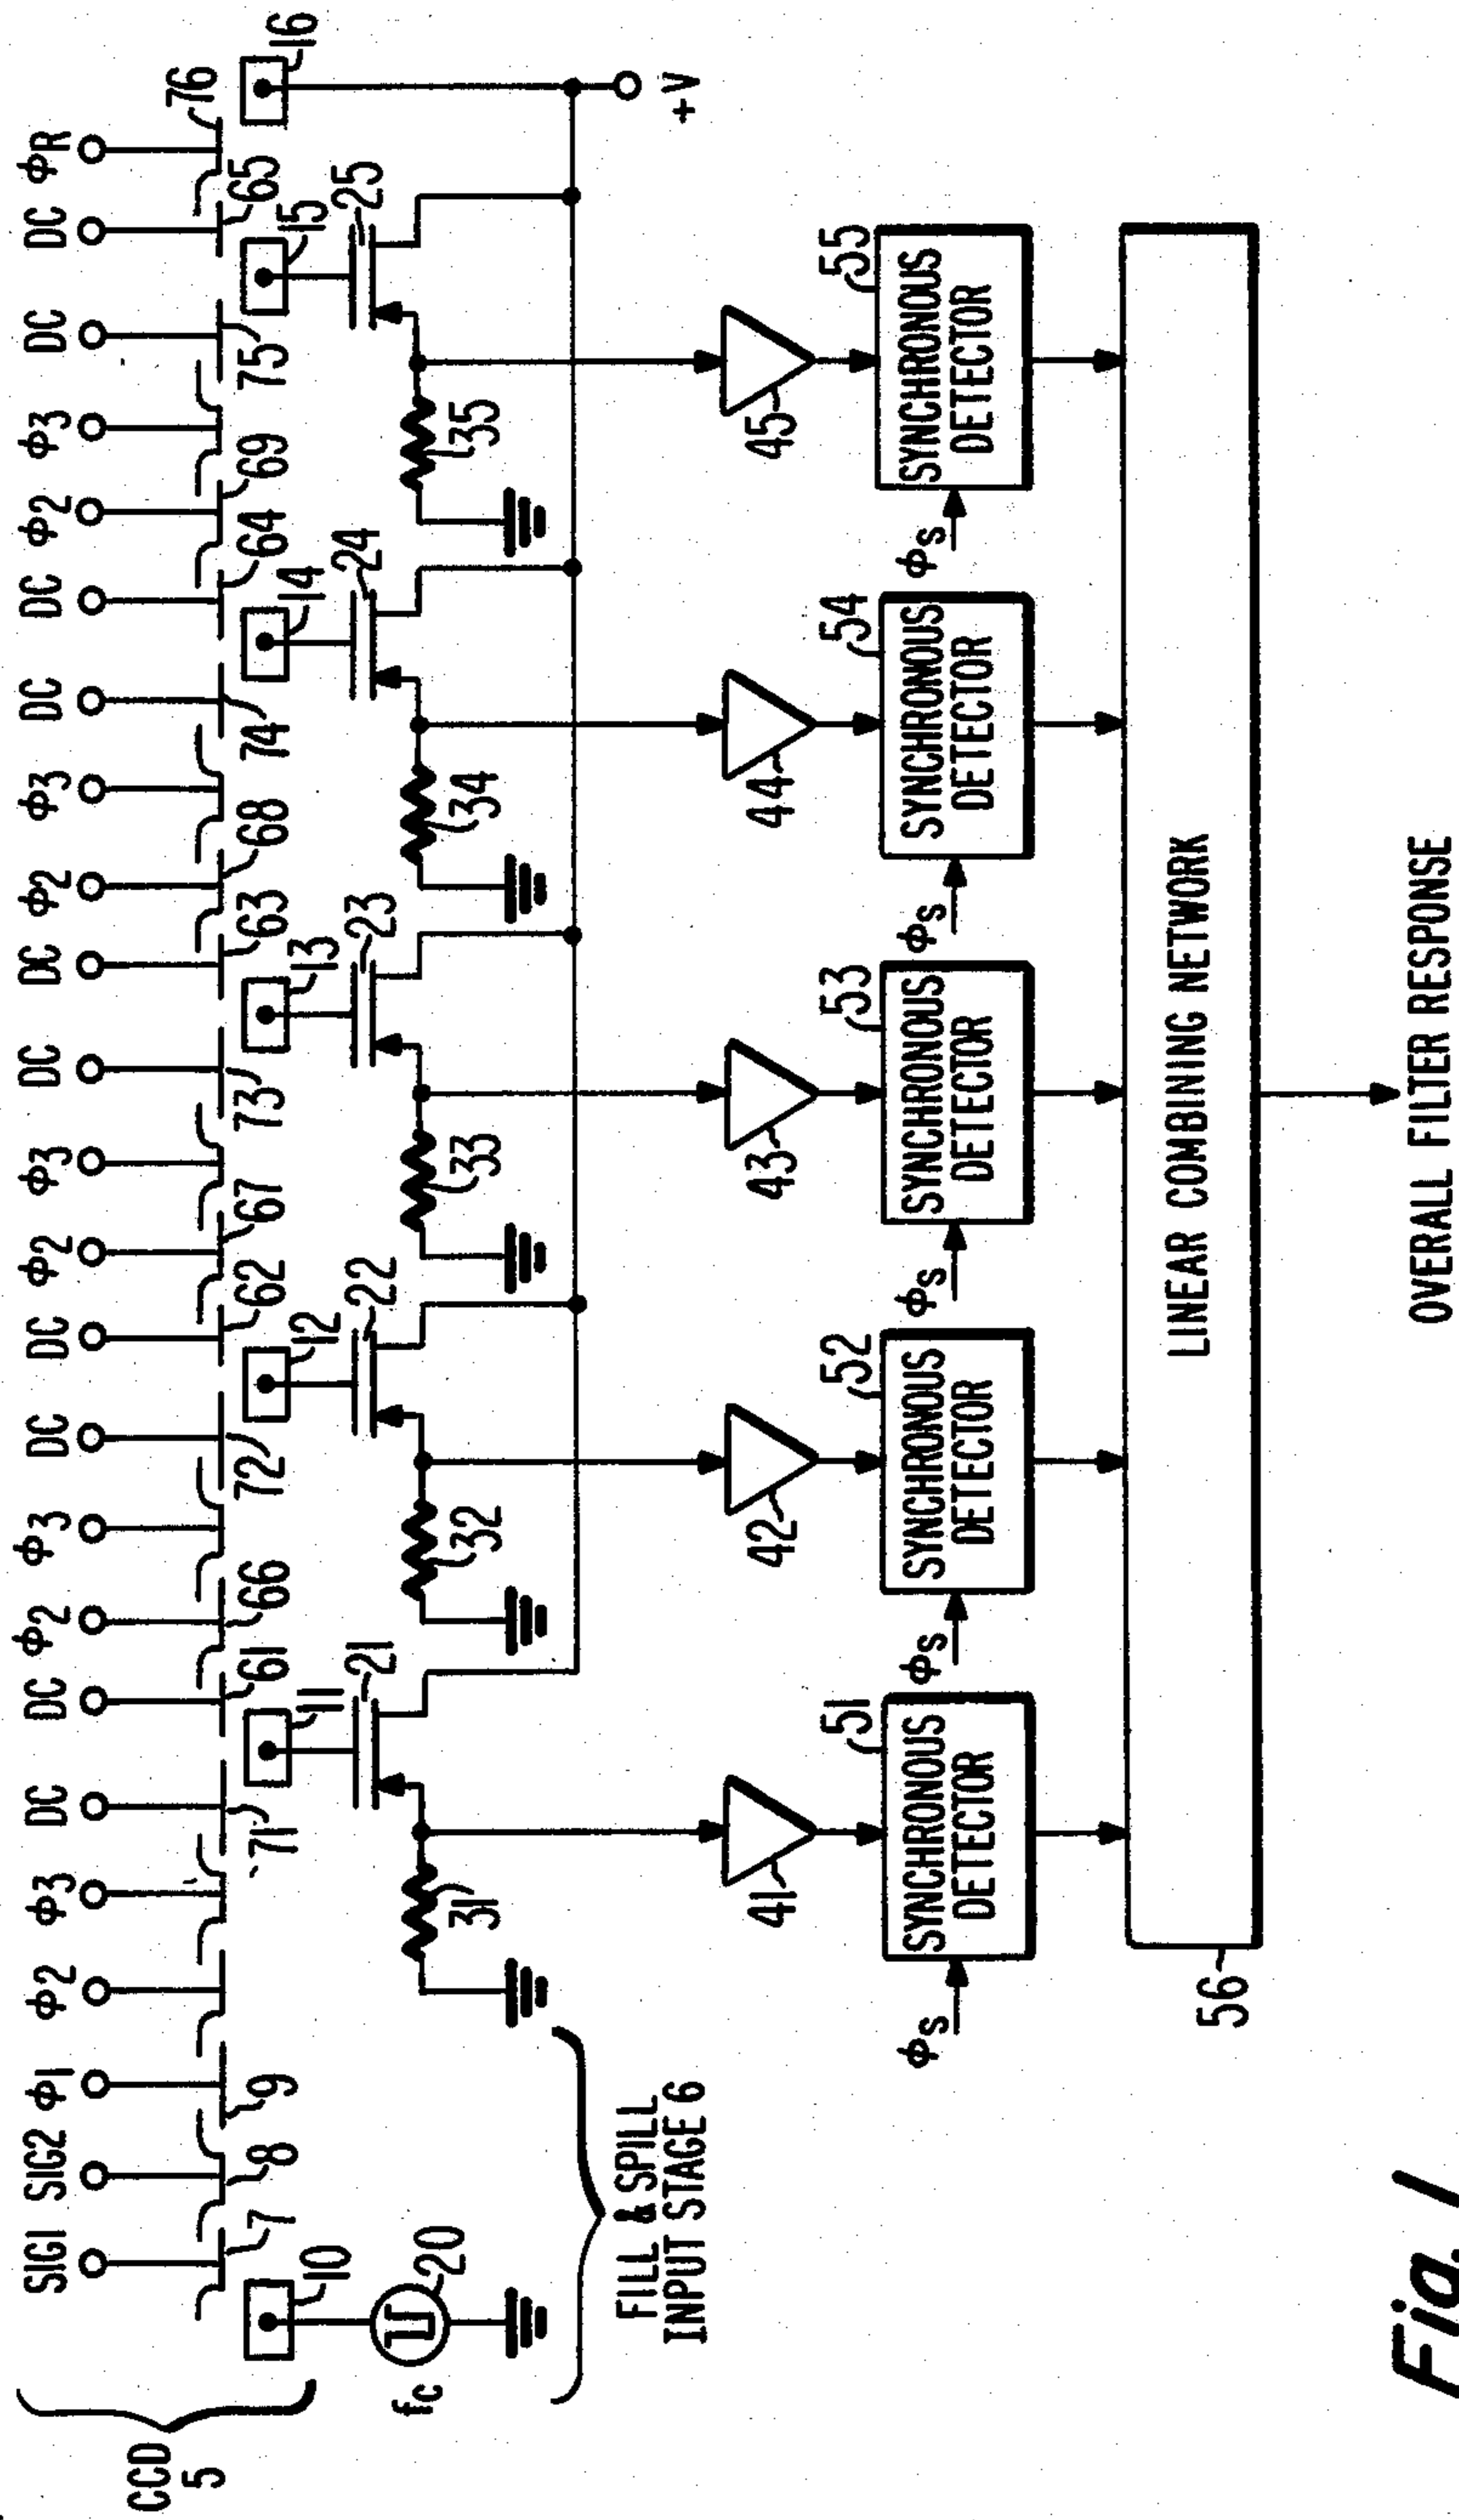 SIG1 SIG2 Φ1 Φ2 Φ3 DC DC Φ2 Φ3 DC DC Φ2 Φ3 DC DC Φ2 Φ3 DC DC Φ2 Φ3 DC DC ΦR
CCD
5
7 8 9 71 61 66 72 62 67 73 63 68 74 64 69 75 65 76
10 11 12 13 14 15 16
fc 20 21 22 23 24 25
31 32 33 34 35
+V
FILL & SPILL
INPUT STAGE 6
41 42 43 44 45
51 52 53 54 55
ΦS SYNCHRONOUS DETECTOR
ΦS SYNCHRONOUS DETECTOR
ΦS SYNCHRONOUS DETECTOR
ΦS SYNCHRONOUS DETECTOR
ΦS SYNCHRONOUS DETECTOR
56 LINEAR COMBINING NETWORK
OVERALL FILTER RESPONSE
Fig. 1